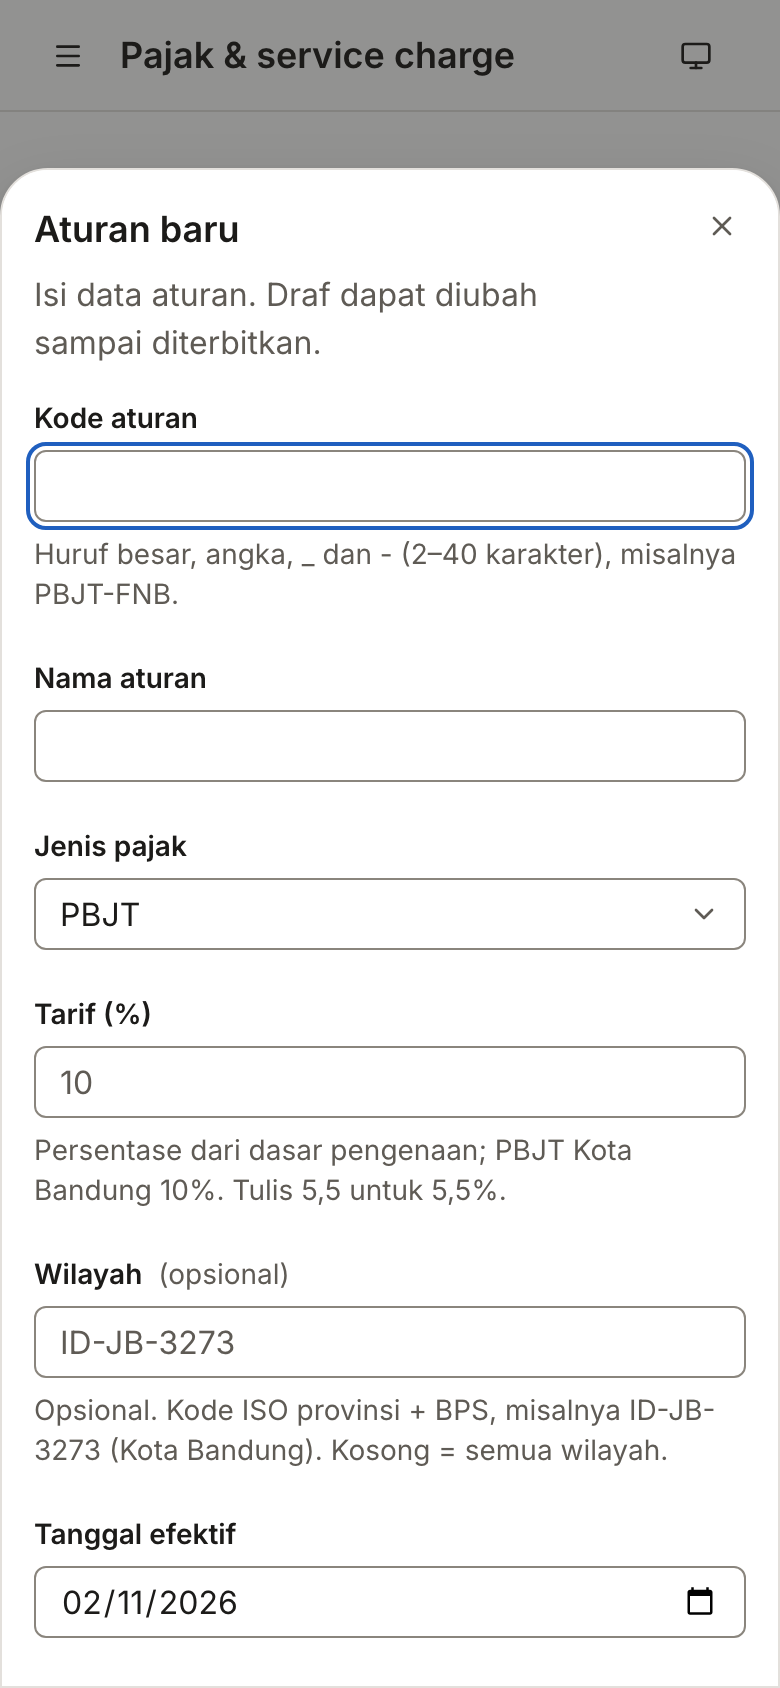 Pajak & service charge
Aturan baru
Isi data aturan. Draf dapat diubah
sampai diterbitkan.
Kode aturan
Huruf besar, angka, _ dan - (2–40 karakter), misalnya
PBJT-FNB.
Nama aturan
Jenis pajak
PBJT
Tarif (%)
10
Persentase dari dasar pengenaan; PBJT Kota
Bandung 10%. Tulis 5,5 untuk 5,5%.
Wilayah (opsional)
ID-JB-3273
Opsional. Kode ISO provinsi + BPS, misalnya ID-JB-
3273 (Kota Bandung). Kosong = semua wilayah.
Tanggal efektif
02/11/2026